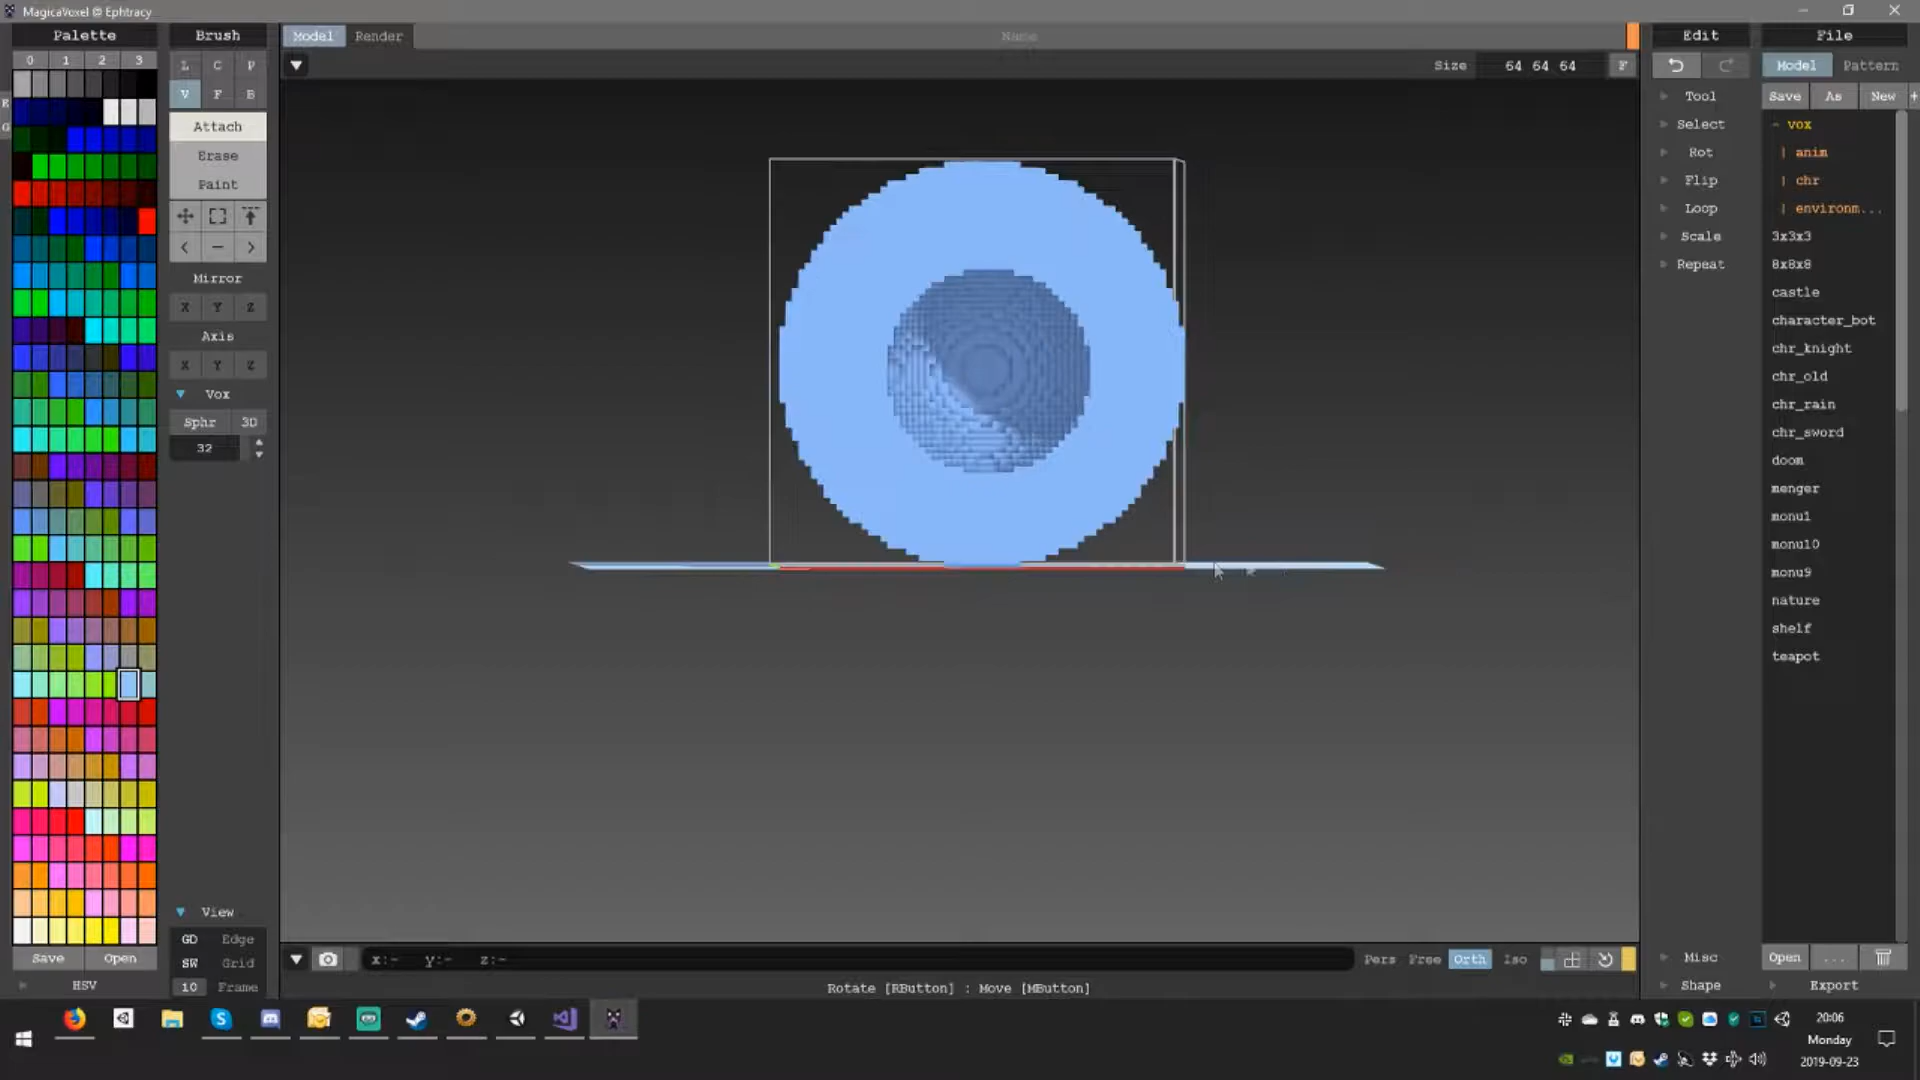 MagicaVoxel @ Ephtracy
Palette
Brush
Model
Render
Name
Edit
File
0 1 2 3
L C P
V F B
Attach
Erase
Paint
< - >
Mirror
X Y Z
Axis
X Y Z
Vox
Sphr 3D
32
Size 64 64 64 F
Tool
Select
Rot
Flip
Loop
Scale
Repeat
Model Pattern
Save As New +
- vox
| anim
| chr
| environm...
3x3x3
8x8x8
castle
character_bot
chr_knight
chr_old
chr_rain
chr_sword
doom
menger
monu1
monu10
monu9
nature
shelf
teapot
View
GD Edge
SW Grid
10 Frame
Save Open
HSV
x:- y:- z:-
Pers Free Orth Iso
Rotate [RButton] : Move [MButton]
Misc
Shape
Open ...
Export
20:06
Monday
2019-09-23